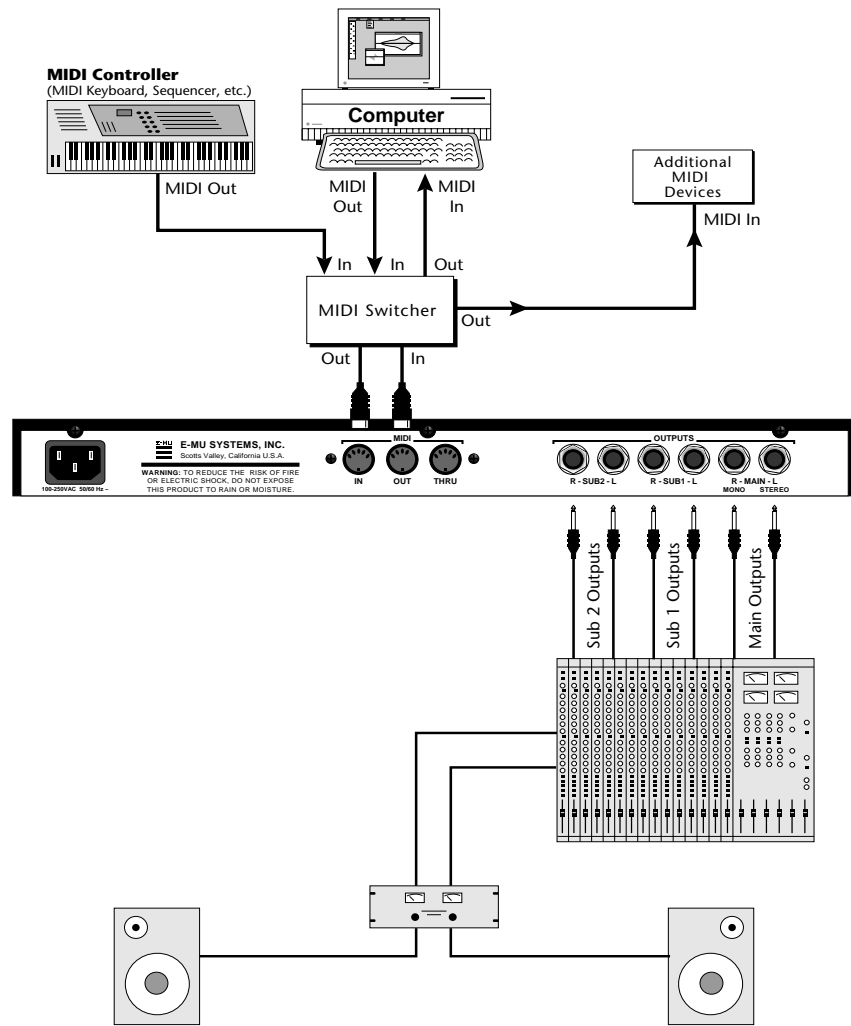 MIDI Controller
(MIDI Keyboard, Sequencer, etc.)
Computer
MIDI Out
MIDI
Out
MIDI
In
Additional
MIDI
Devices
MIDI In
In
In
Out
MIDI Switcher
Out
Out
In
E-MU
E-MU SYSTEMS, INC.
Scotts Valley, California U.S.A.
WARNING: TO REDUCE THE RISK OF FIRE
OR ELECTRIC SHOCK, DO NOT EXPOSE
THIS PRODUCT TO RAIN OR MOISTURE.
100-250VAC 50/60 Hz ~
MIDI
IN
OUT
THRU
OUTPUTS
R - SUB2 - L
R - SUB1 - L
R - MAIN - L
MONO
STEREO
Sub 2 Outputs
Sub 1 Outputs
Main Outputs